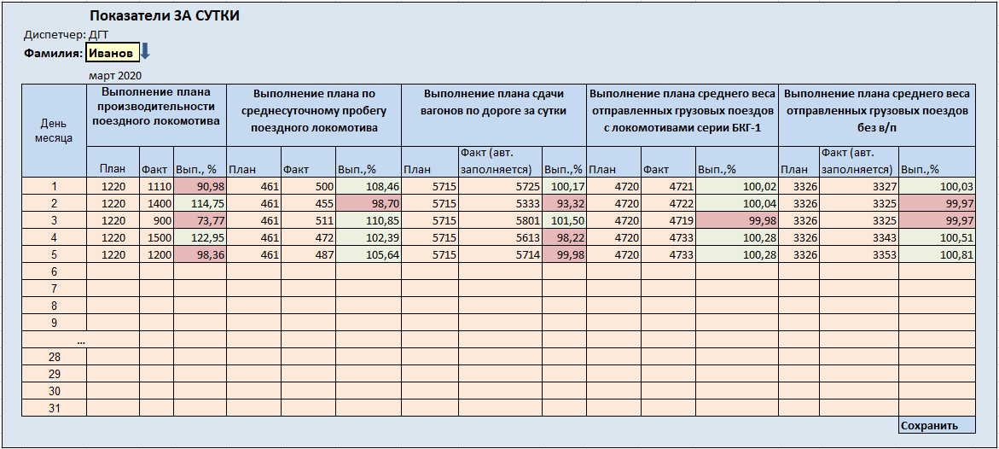 Показатели ЗА СУТКИ
Диспетчер: ДГТ
Фамилия: Иванов
март 2020
День месяца
Выполнение плана производительности поездного локомотива
Выполнение плана по среднесуточному пробегу поездного локомотива
Выполнение плана сдачи вагонов по дороге за сутки
Выполнение плана среднего веса отправленных грузовых поездов с локомотивами серии БКГ-1
Выполнение плана среднего веса отправленных грузовых поездов без в/п
План Факт Вып., % План Факт Вып.,% План Факт (авт. заполняется) Вып.,% План Факт Вып.,% План Факт (авт. заполняется) Вып.,%
1 1220 1110 90,98 461 500 108,46 5715 5725 100,17 4720 4721 100,02 3326 3327 100,03
2 1220 1400 114,75 461 455 98,70 5715 5333 93,32 4720 4722 100,04 3326 3325 99,97
3 1220 900 73,77 461 511 110,85 5715 5801 101,50 4720 4719 99,98 3326 3325 99,97
4 1220 1500 122,95 461 472 102,39 5715 5613 98,22 4720 4733 100,28 3326 3343 100,51
5 1220 1200 98,36 461 487 105,64 5715 5714 99,98 4720 4733 100,28 3326 3353 100,81
6
7
8
9
...
28
29
30
31
Сохранить